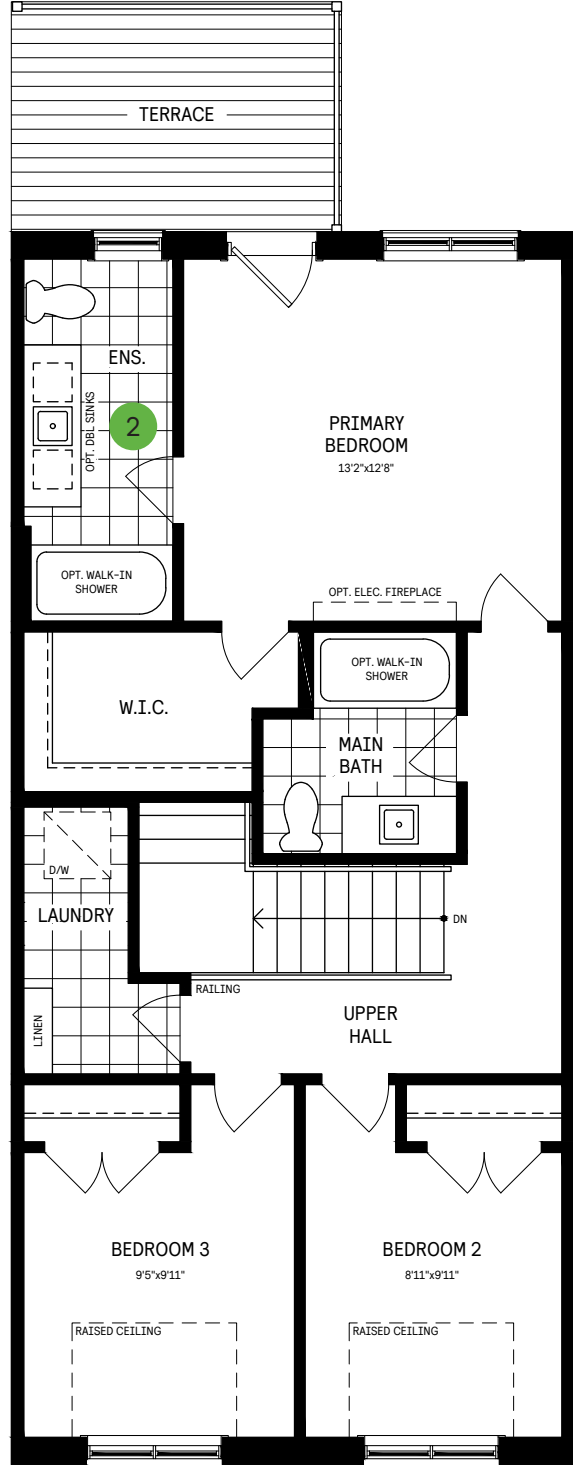 TERRACE
ENS.
2
OPT. DBL SINKS
PRIMARY
BEDROOM
13'2"x12'8"
OPT. WALK-IN
SHOWER
OPT. ELEC. FIREPLACE
OPT. WALK-IN
SHOWER
W.I.C.
MAIN
BATH
D/W
LAUNDRY
DN
RAILING
LINEN
UPPER
HALL
BEDROOM 3
9'5"x9'11"
BEDROOM 2
8'11"x9'11"
RAISED CEILING
RAISED CEILING